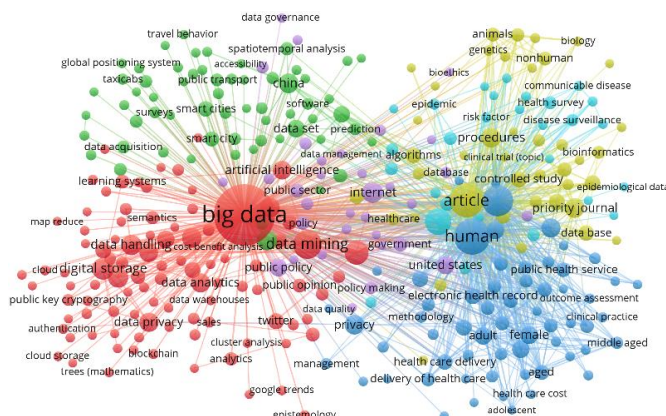 data governance
travel behavior
animals
biology
spatiotemporal analysis
genetics
nonhuman
global positioning system
accessibility
bioethics
taxicabs
public transport
china
communicable disease
software
epidemic
health survey
surveys
smart cities
risk factor
disease surveillance
data set
prediction
procedures
smart city
data acquisition
data management
algorithms
clinical trial (topic)
bioinformatics
artificial intelligence
database
controlled study
learning systems
public sector
internet
epidemiological data
article
priority journal
map reduce
semantics
big data
policy
healthcare
data base
data handling
cost benefit analysis
data mining
government
human
cloud
digital storage
public policy
united states
public health service
data analytics
public opinion
policy making
electronic health record
outcome assessment
public key cryptography
data warehouses
data quality
methodology
clinical practice
authentication
data privacy
sales
twitter
privacy
adult
female
middle aged
cloud storage
blockchain
cluster analysis
analytics
management
health care delivery
trees (mathematics)
delivery of health care
aged
google trends
health care cost
adolescent
epistemology